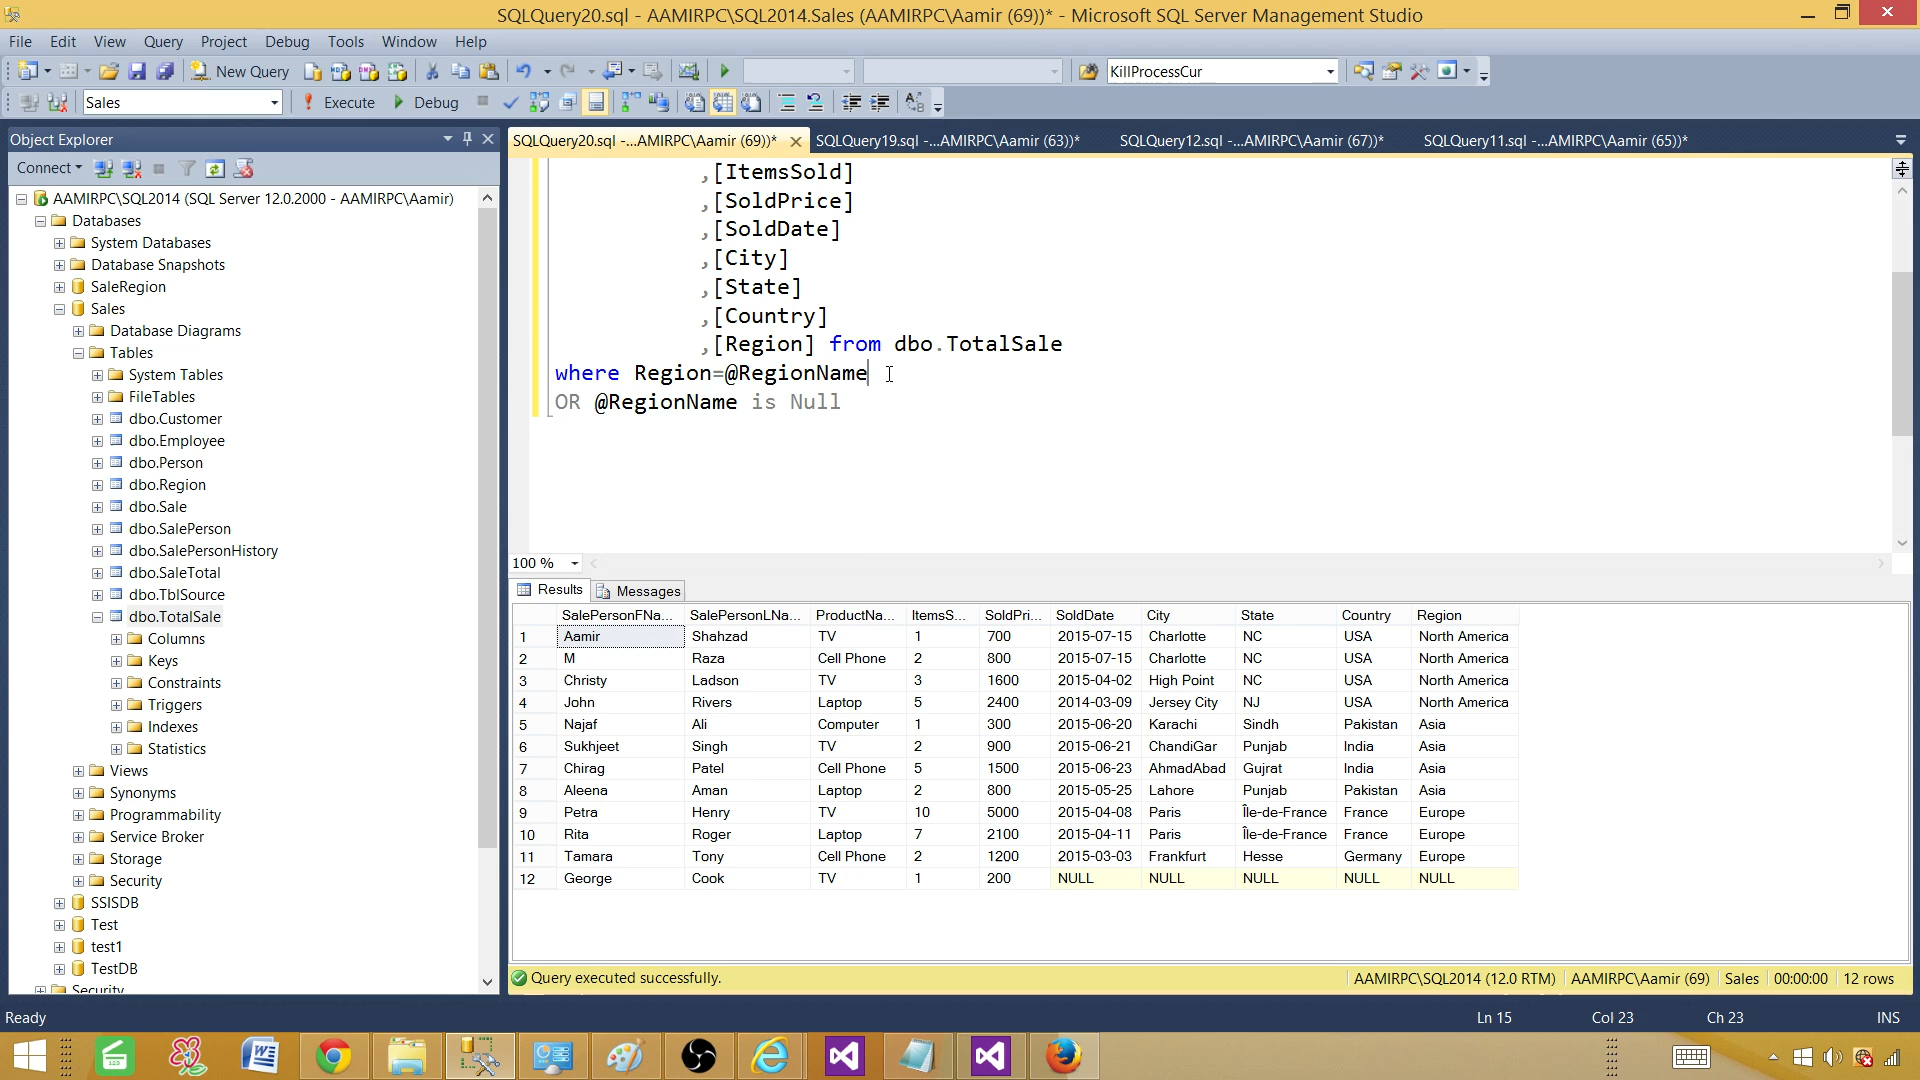 SQLQuery20.sql - AAMIRPC\SQL2014.Sales (AAMIRPC\Aamir (69))* - Microsoft SQL Server Management Studio
File Edit View Query Project Debug Tools Window Help
New Query KillProcessCur
Sales Execute Debug
Object Explorer
SQLQuery20.sql -...AMIRPC\Aamir (69))* SQLQuery19.sql -...AMIRPC\Aamir (63))* SQLQuery12.sql -...AMIRPC\Aamir (67))* SQLQuery11.sql -...AMIRPC\Aamir (65))*
Connect
AAMIRPC\SQL2014 (SQL Server 12.0.2000 - AAMIRPC\Aamir)
Databases
System Databases
Database Snapshots
SaleRegion
Sales
Database Diagrams
Tables
System Tables
FileTables
dbo.Customer
dbo.Employee
dbo.Person
dbo.Region
dbo.Sale
dbo.SalePerson
dbo.SalePersonHistory
dbo.SaleTotal
dbo.TblSource
dbo.TotalSale
Columns
Keys
Constraints
Triggers
Indexes
Statistics
Views
Synonyms
Programmability
Service Broker
Storage
Security
SSISDB
Test
test1
TestDB
Security
,[ItemsSold]
,[SoldPrice]
,[SoldDate]
,[City]
,[State]
,[Country]
,[Region] from dbo.TotalSale
where Region=@RegionName
OR @RegionName is Null
100 %
Results Messages
SalePersonFNa... SalePersonLNa... ProductNa... ItemsS... SoldPri... SoldDate City State Country Region
1 Aamir Shahzad TV 1 700 2015-07-15 Charlotte NC USA North America
2 M Raza Cell Phone 2 800 2015-07-15 Charlotte NC USA North America
3 Christy Ladson TV 3 1600 2015-04-02 High Point NC USA North America
4 John Rivers Laptop 5 2400 2014-03-09 Jersey City NJ USA North America
5 Najaf Ali Computer 1 300 2015-06-20 Karachi Sindh Pakistan Asia
6 Sukhjeet Singh TV 2 900 2015-06-21 ChandiGar Punjab India Asia
7 Chirag Patel Cell Phone 5 1500 2015-06-23 AhmadAbad Gujrat India Asia
8 Aleena Aman Laptop 2 800 2015-05-25 Lahore Punjab Pakistan Asia
9 Petra Henry TV 10 5000 2015-04-08 Paris Île-de-France France Europe
10 Rita Roger Laptop 7 2100 2015-04-11 Paris Île-de-France France Europe
11 Tamara Tony Cell Phone 2 1200 2015-03-03 Frankfurt Hesse Germany Europe
12 George Cook TV 1 200 NULL NULL NULL NULL NULL
Query executed successfully. AAMIRPC\SQL2014 (12.0 RTM) AAMIRPC\Aamir (69) Sales 00:00:00 12 rows
Ready Ln 15 Col 23 Ch 23 INS